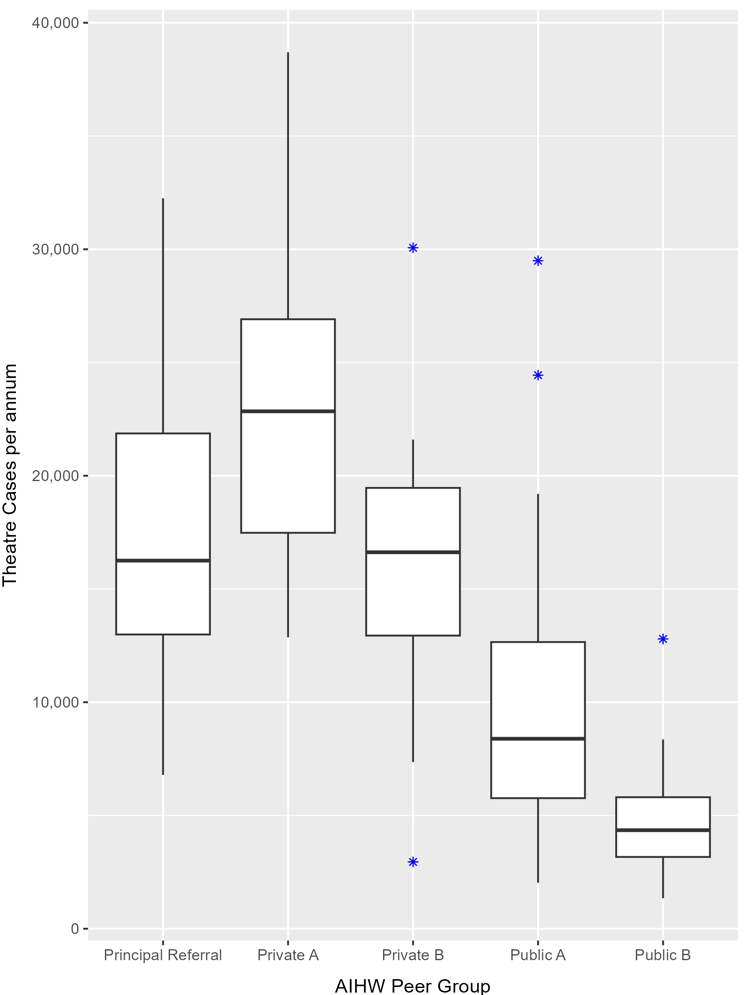 40,000
30,000
20,000
10,000
0
Theatre Cases per annum
Principal Referral
Private A
Private B
Public A
Public B
AIHW Peer Group